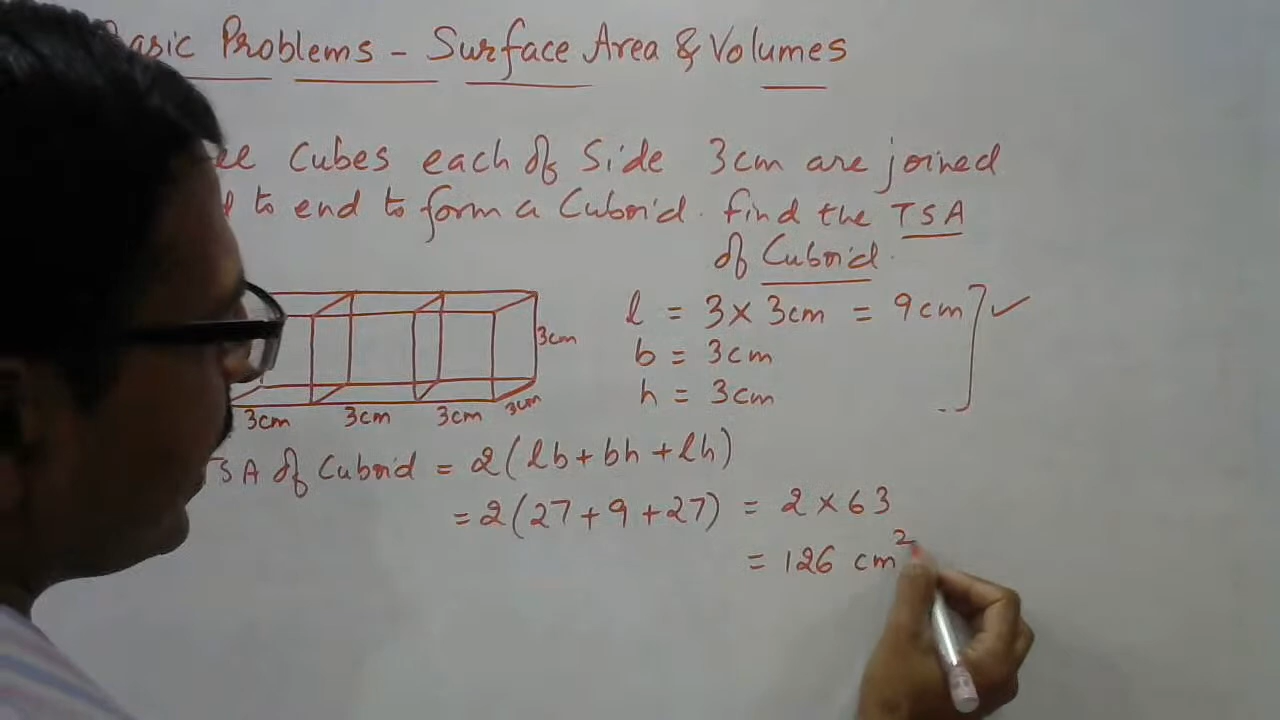 Basic Problems - Surface Area & Volumes
Cubes each of Side 3cm are joined
to end to form a Cuboid. find the TSA
of Cuboid.
l = 3 × 3cm = 9cm ✓
b = 3cm
h = 3cm
3cm
3cm 3cm 3cm 3cm
TSA of Cuboid = 2(lb+bh+lh)
= 2(27+9+27) = 2×63
= 126 cm²